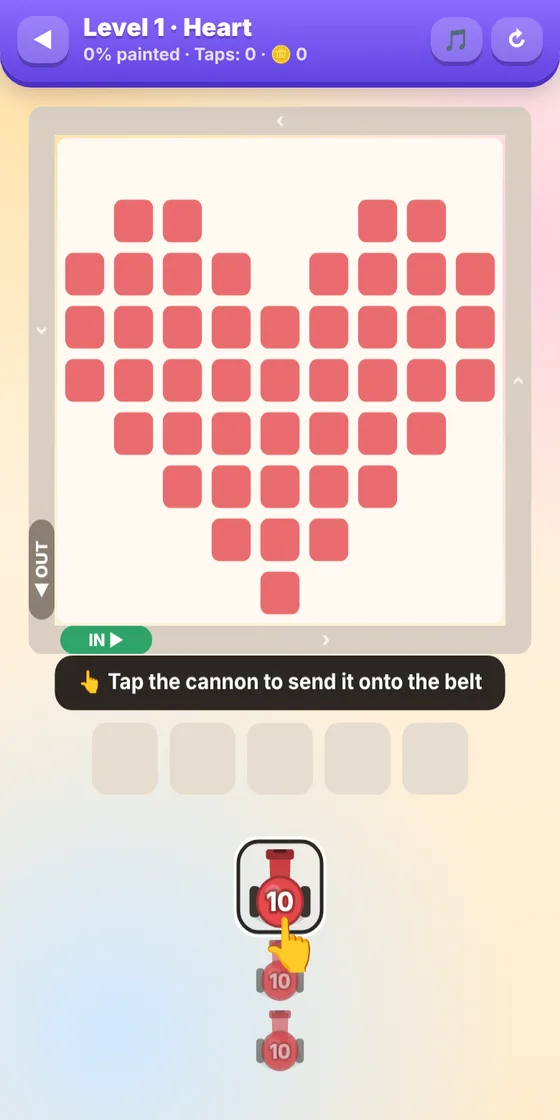 Level 1 · Heart
0% painted · Taps: 0 · 🪙 0
◀ OUT
IN ▶
👆 Tap the cannon to send it onto the belt
10
10
10